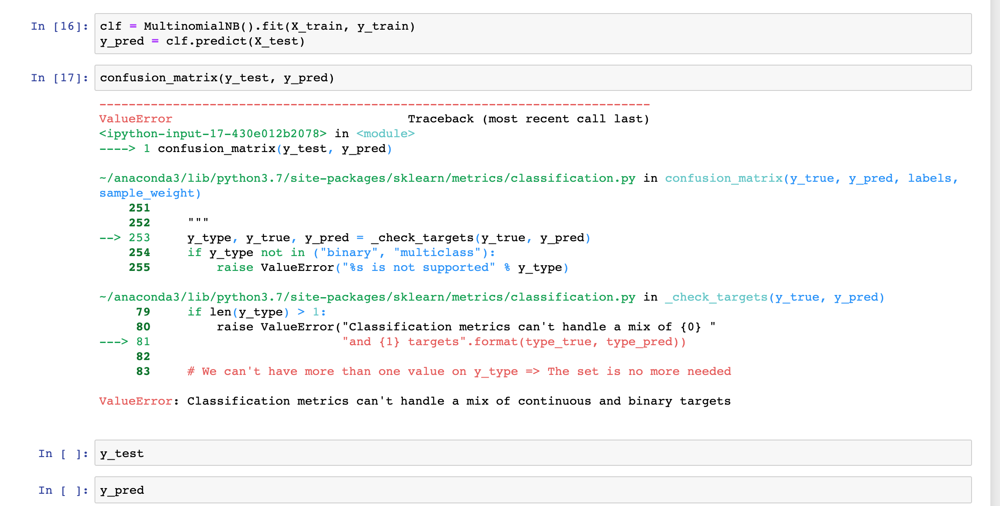 In [16]: clf = MultinomialNB().fit(X_train, y_train)
y_pred = clf.predict(X_test)
In [17]: confusion_matrix(y_test, y_pred)
---------------------------------------------------------------------------
ValueError                                Traceback (most recent call last)
<ipython-input-17-430e012b2078> in <module>
----> 1 confusion_matrix(y_test, y_pred)
~/anaconda3/lib/python3.7/site-packages/sklearn/metrics/classification.py in confusion_matrix(y_true, y_pred, labels,
sample_weight)
    251
    252     """
--> 253     y_type, y_true, y_pred = _check_targets(y_true, y_pred)
    254     if y_type not in ("binary", "multiclass"):
    255         raise ValueError("%s is not supported" % y_type)
~/anaconda3/lib/python3.7/site-packages/sklearn/metrics/classification.py in _check_targets(y_true, y_pred)
     79     if len(y_type) > 1:
     80         raise ValueError("Classification metrics can't handle a mix of {0} "
---> 81                          "and {1} targets".format(type_true, type_pred))
     82
     83     # We can't have more than one value on y_type => The set is no more needed
ValueError: Classification metrics can't handle a mix of continuous and binary targets
In [ ]: y_test
In [ ]: y_pred